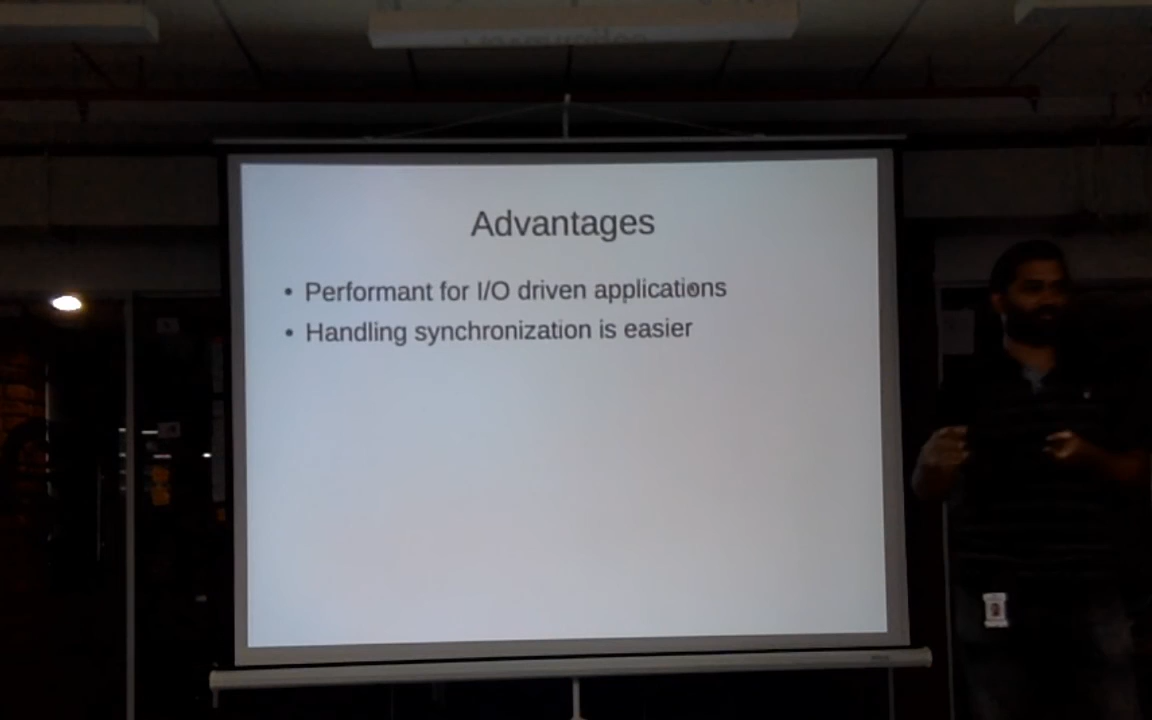 Advantages
• Performant for I/O driven applications
• Handling synchronization is easier